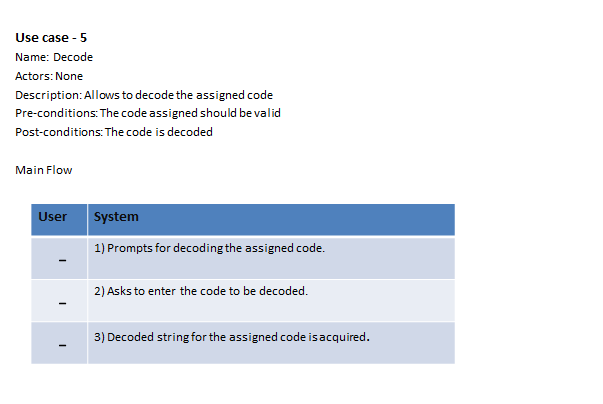 Use case - 5
Name: Decode
Actors: None
Description: Allows to decode the assigned code
Pre-conditions: The code assigned should be valid
Post-conditions: The code is decoded
Main Flow
User System
– 1) Prompts for decoding the assigned code.
– 2) Asks to enter the code to be decoded.
– 3) Decoded string for the assigned code is acquired.